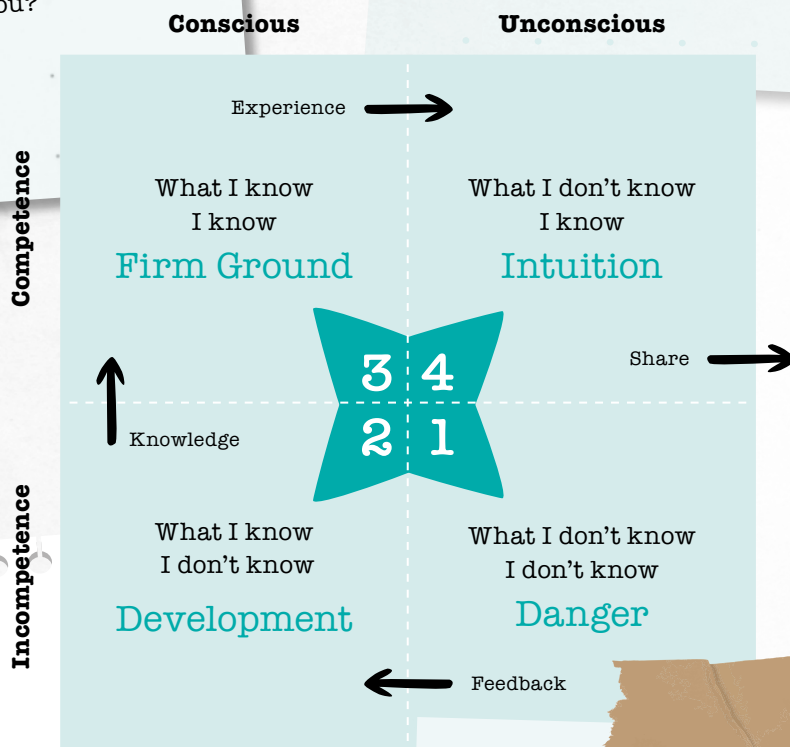 ou?
Conscious
Unconscious
Competence
Experience
What I know
I know
Firm Ground
What I don't know
I know
Intuition
Share
3 4
2 1
Knowledge
Incompetence
What I know
I don't know
Development
What I don't know
I don't know
Danger
Feedback